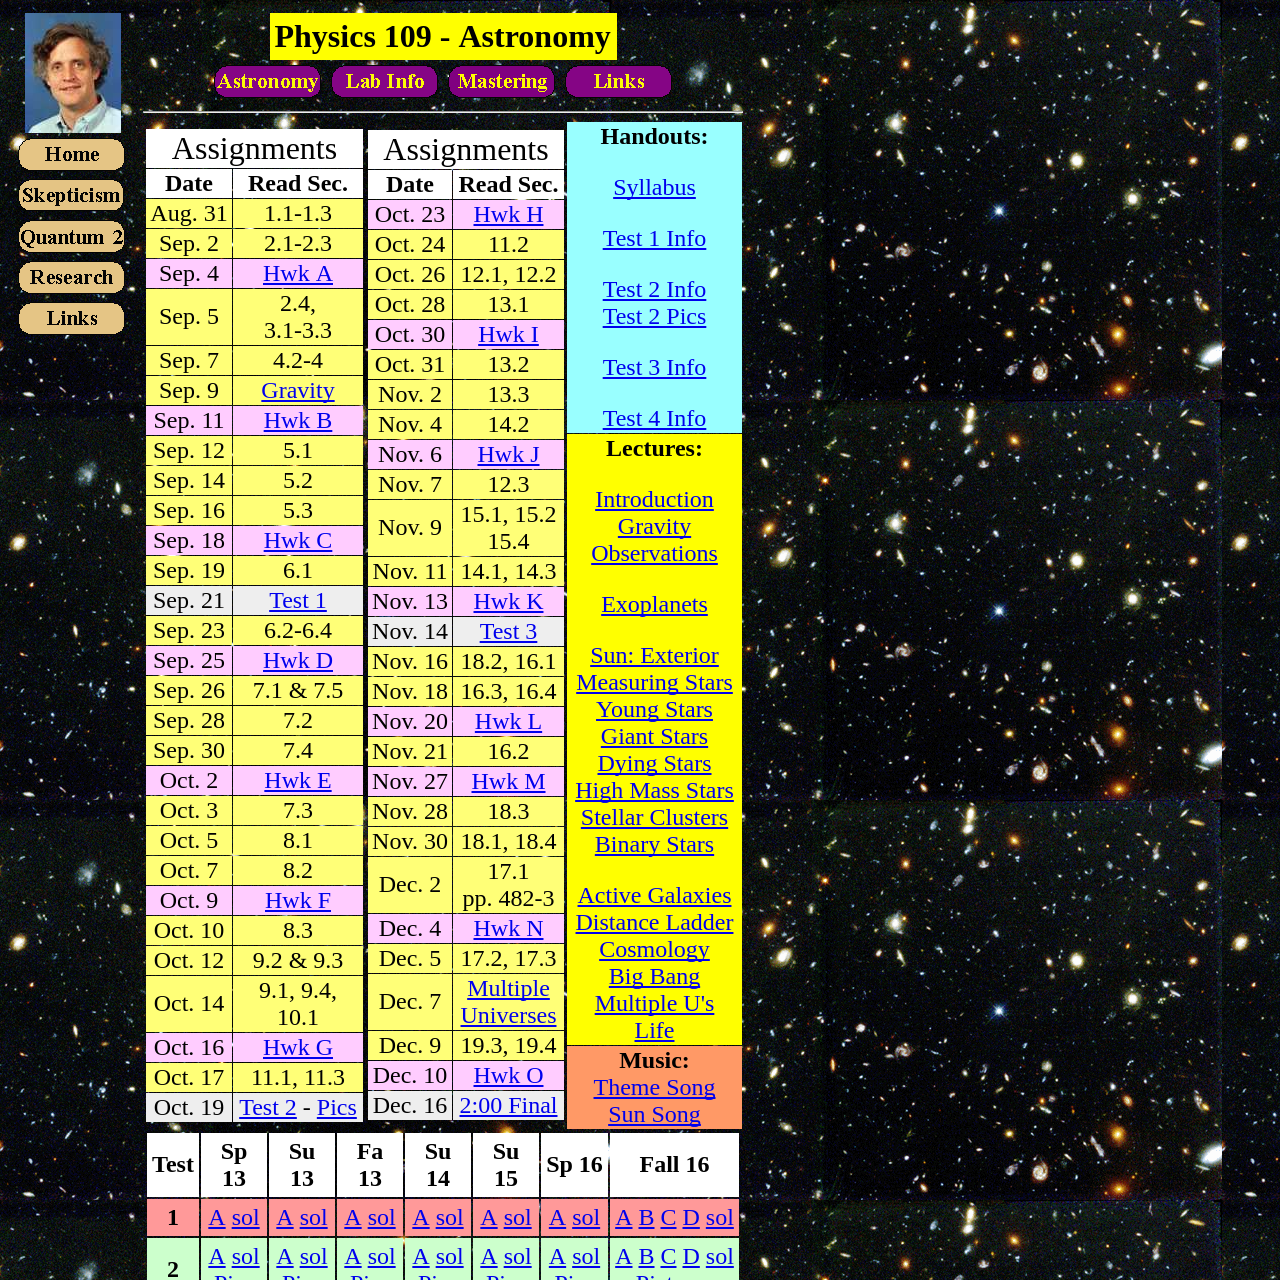 Physics 109 - Astronomy
Astronomy Lab Info Mastering Links
Home
Skepticism
Quantum 2
Research
Links
Assignments
Date Read Sec.
Aug. 31 1.1-1.3
Sep. 2 2.1-2.3
Sep. 4 Hwk A
Sep. 5 2.4,
3.1-3.3
Sep. 7 4.2-4
Sep. 9 Gravity
Sep. 11 Hwk B
Sep. 12 5.1
Sep. 14 5.2
Sep. 16 5.3
Sep. 18 Hwk C
Sep. 19 6.1
Sep. 21 Test 1
Sep. 23 6.2-6.4
Sep. 25 Hwk D
Sep. 26 7.1 & 7.5
Sep. 28 7.2
Sep. 30 7.4
Oct. 2 Hwk E
Oct. 3 7.3
Oct. 5 8.1
Oct. 7 8.2
Oct. 9 Hwk F
Oct. 10 8.3
Oct. 12 9.2 & 9.3
Oct. 14 9.1, 9.4,
10.1
Oct. 16 Hwk G
Oct. 17 11.1, 11.3
Oct. 19 Test 2 - Pics
Assignments
Date Read Sec.
Oct. 23 Hwk H
Oct. 24 11.2
Oct. 26 12.1, 12.2
Oct. 28 13.1
Oct. 30 Hwk I
Oct. 31 13.2
Nov. 2 13.3
Nov. 4 14.2
Nov. 6 Hwk J
Nov. 7 12.3
Nov. 9 15.1, 15.2
15.4
Nov. 11 14.1, 14.3
Nov. 13 Hwk K
Nov. 14 Test 3
Nov. 16 18.2, 16.1
Nov. 18 16.3, 16.4
Nov. 20 Hwk L
Nov. 21 16.2
Nov. 27 Hwk M
Nov. 28 18.3
Nov. 30 18.1, 18.4
Dec. 2 17.1
pp. 482-3
Dec. 4 Hwk N
Dec. 5 17.2, 17.3
Dec. 7 Multiple
Universes
Dec. 9 19.3, 19.4
Dec. 10 Hwk O
Dec. 16 2:00 Final
Handouts:
Syllabus
Test 1 Info
Test 2 Info
Test 2 Pics
Test 3 Info
Test 4 Info
Lectures:
Introduction
Gravity
Observations
Exoplanets
Sun: Exterior
Measuring Stars
Young Stars
Giant Stars
Dying Stars
High Mass Stars
Stellar Clusters
Binary Stars
Active Galaxies
Distance Ladder
Cosmology
Big Bang
Multiple U's
Life
Music:
Theme Song
Sun Song
Test Sp 13 Su 13 Fa 13 Su 14 Su 15 Sp 16 Fall 16
1 A sol A sol A sol A sol A sol A sol A B C D sol
2 A sol A sol A sol A sol A sol A sol A B C D sol